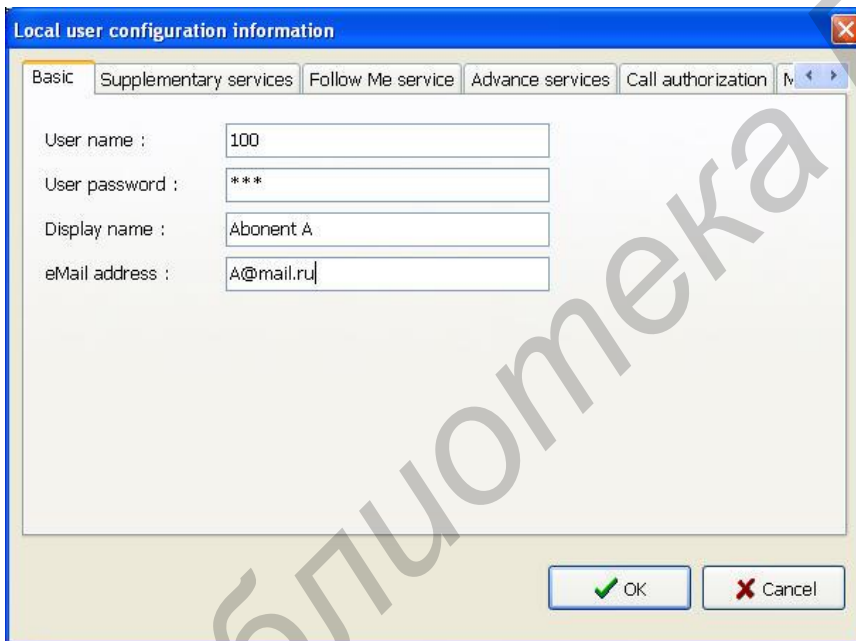 Local user configuration information
Basic
Supplementary services
Follow Me service
Advance services
Call authorization
User name :
100
User password :
***
Display name :
Abonent A
eMail address :
A@mail.ru
OK
Cancel
блиотека